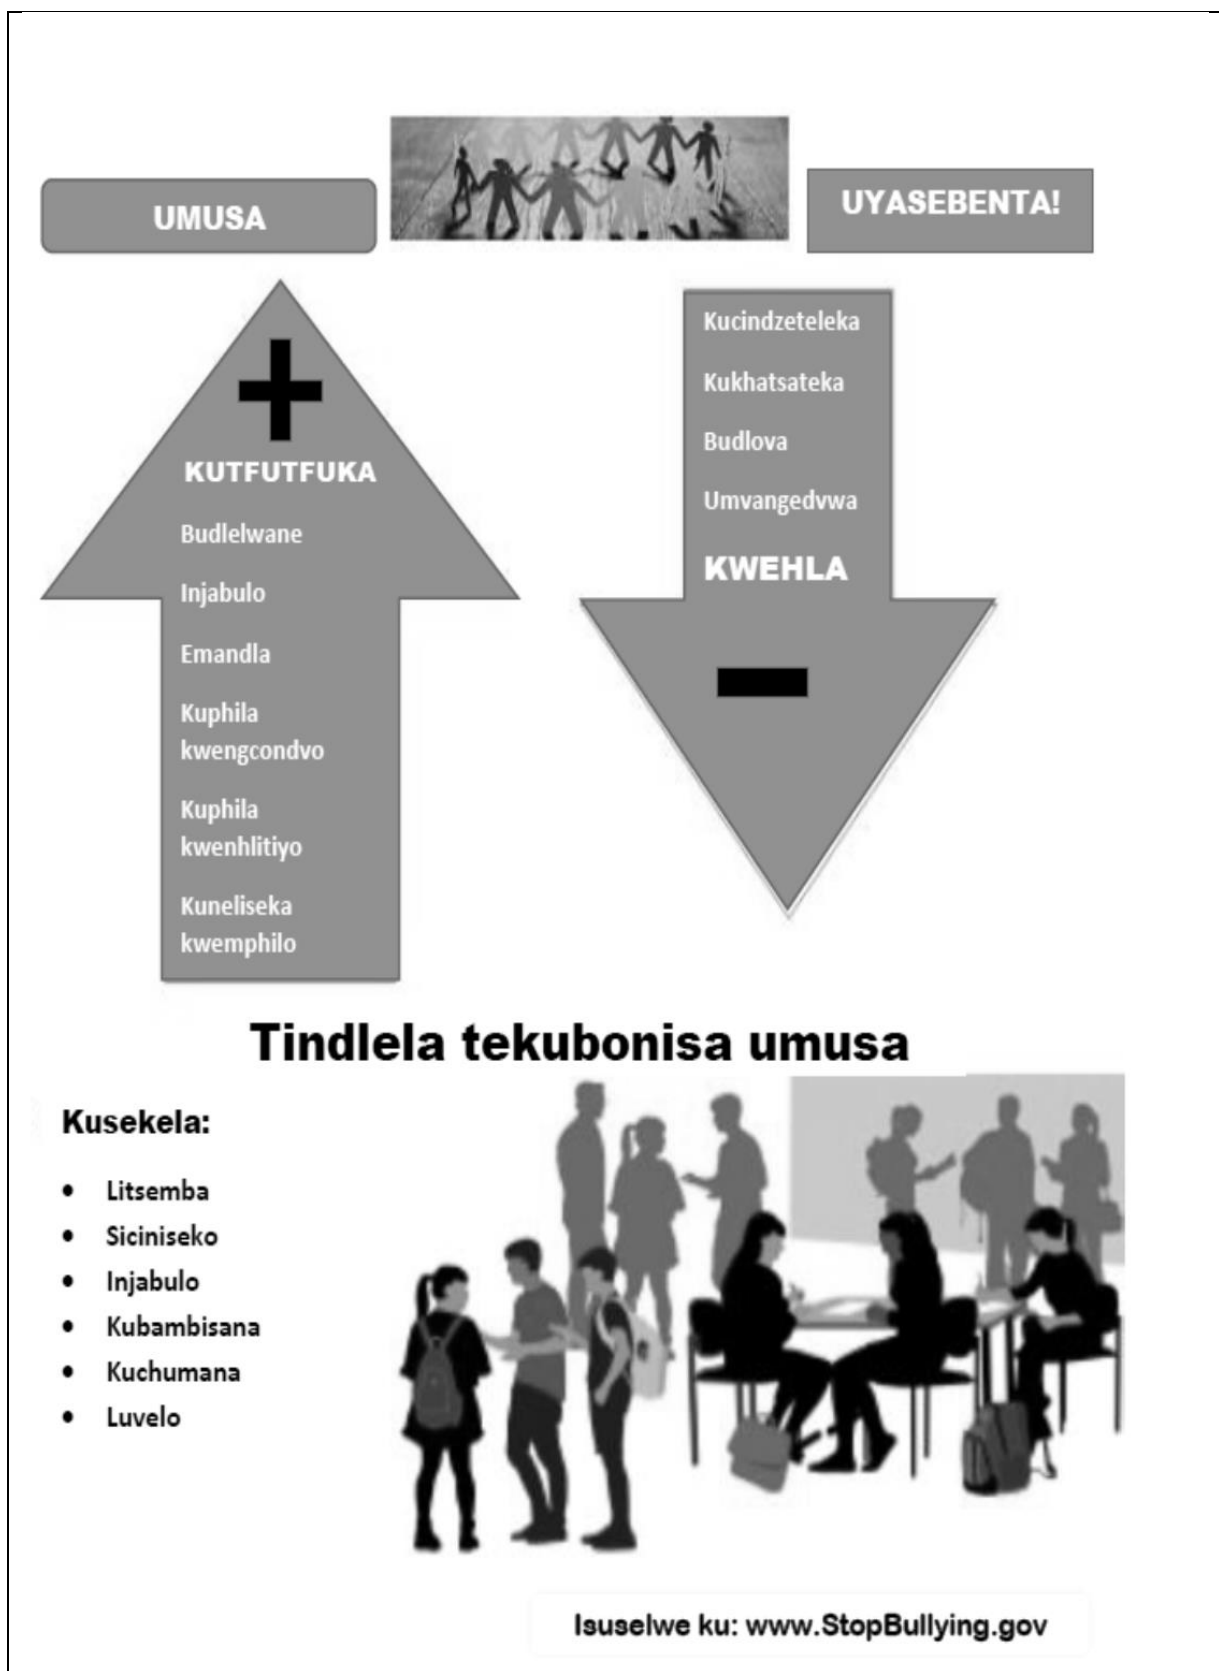 UMUSA
UYASEBENTA!
+
KUTFUTFUKA
Budlelwane
Injabulo
Emandla
Kuphila
kwengcondvo
Kuphila
kwenhlitiyo
Kuneliseka
kwemphilo
Kucindzeteleka
Kukhatsateka
Budlova
Umvangedvwa
KWEHLA
-
Tindlela tekubonisa umusa
Kusekela:
• Litsemba
• Siciniseko
• Injabulo
• Kubambisana
• Kuchumana
• Luvelo
Isuselwe ku: www.StopBullying.gov